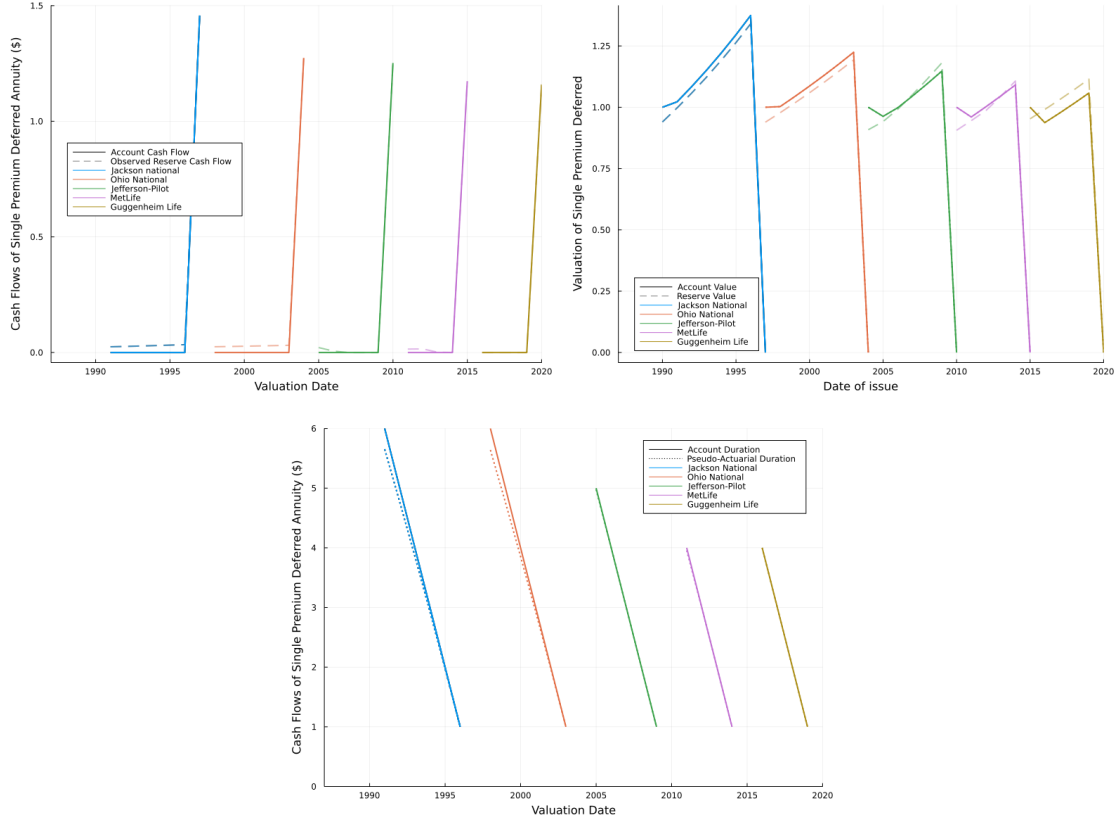 Cash Flows of Single Premium Deferred Annuity ($)
1.5
1.0
0.5
0.0
Account Cash Flow
Observed Reserve Cash Flow
Jackson national
Ohio National
Jefferson-Pilot
MetLife
Guggenheim Life
1990 1995 2000 2005 2010 2015 2020
Valuation Date
Valuation of Single Premium Deferred
1.25
1.00
0.75
0.50
0.25
0.00
Account Value
Reserve Value
Jackson National
Ohio National
Jefferson-Pilot
MetLife
Guggenheim Life
1990 1995 2000 2005 2010 2015 2020
Date of issue
Cash Flows of Single Premium Deferred Annuity ($)
6
5
4
3
2
1
0
Account Duration
Pseudo-Actuarial Duration
Jackson National
Ohio National
Jefferson-Pilot
MetLife
Guggenheim Life
1990 1995 2000 2005 2010 2015 2020
Valuation Date